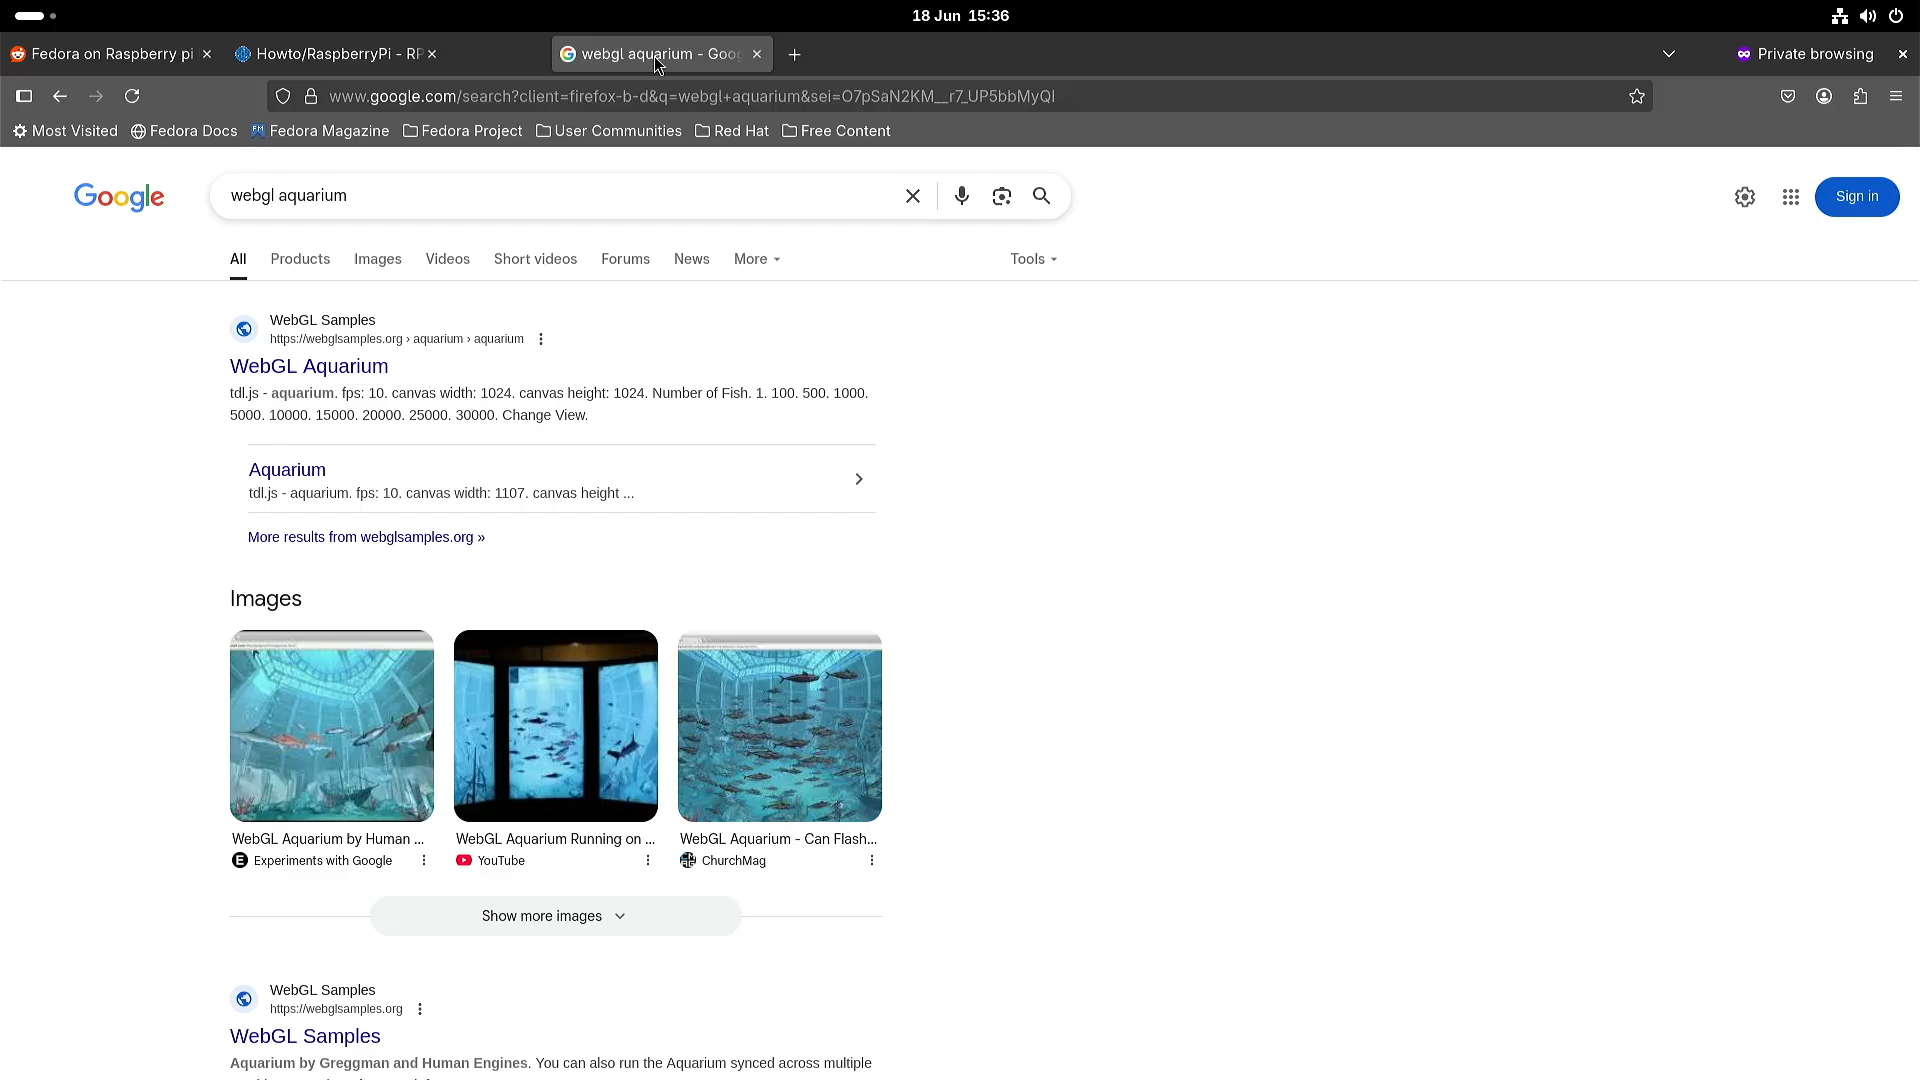 18 Jun 15:36
Fedora on Raspberry pi
Howto/RaspberryPi - RP
webgl aquarium - Goog
Private browsing
www.google.com/search?client=firefox-b-d&q=webgl+aquarium&sei=O7pSaN2KM__r7_UP5bbMyQI
Most Visited
Fedora Docs
Fedora Magazine
Fedora Project
User Communities
Red Hat
Free Content
Google
webgl aquarium
Sign in
All
Products
Images
Videos
Short videos
Forums
News
More
Tools
WebGL Samples
https://webglsamples.org › aquarium › aquarium
WebGL Aquarium
tdl.js - aquarium. fps: 10. canvas width: 1024. canvas height: 1024. Number of Fish. 1. 100. 500. 1000.
5000. 10000. 15000. 20000. 25000. 30000. Change View.
Aquarium
tdl.js - aquarium. fps: 10. canvas width: 1107. canvas height ...
More results from webglsamples.org »
Images
WebGL Aquarium by Human ...
Experiments with Google
WebGL Aquarium Running on ...
YouTube
WebGL Aquarium - Can Flash...
ChurchMag
Show more images
WebGL Samples
https://webglsamples.org
WebGL Samples
Aquarium by Greggman and Human Engines. You can also run the Aquarium synced across multiple